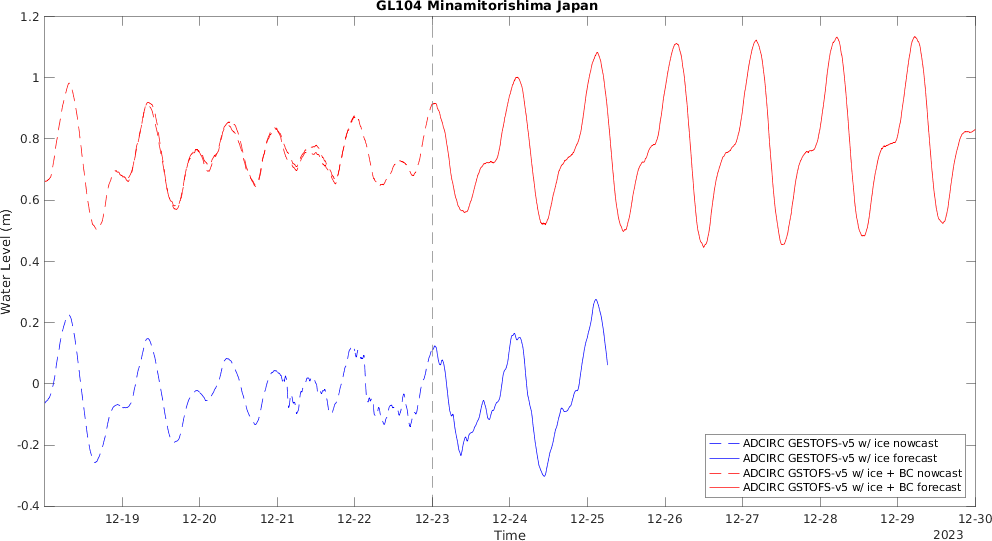 GL104 Minamitorishima Japan
1.2
1
0.8
0.6
0.4
0.2
0
-0.2
-0.4
Water Level (m)
ADCIRC GESTOFS-v5 w/ ice nowcast
ADCIRC GESTOFS-v5 w/ ice forecast
ADCIRC GSTOFS-v5 w/ ice + BC nowcast
ADCIRC GSTOFS-v5 w/ ice + BC forecast
12-19 12-20 12-21 12-22 12-23 12-24 12-25 12-26 12-27 12-28 12-29 12-30
Time
2023